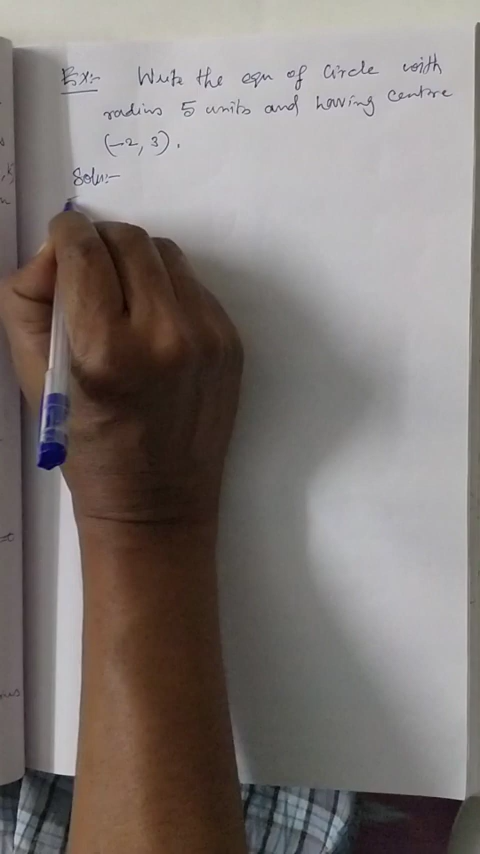 Ex:- Write the eqn of circle with
radius 5 units and having centre
(-2, 3).
Soln:-